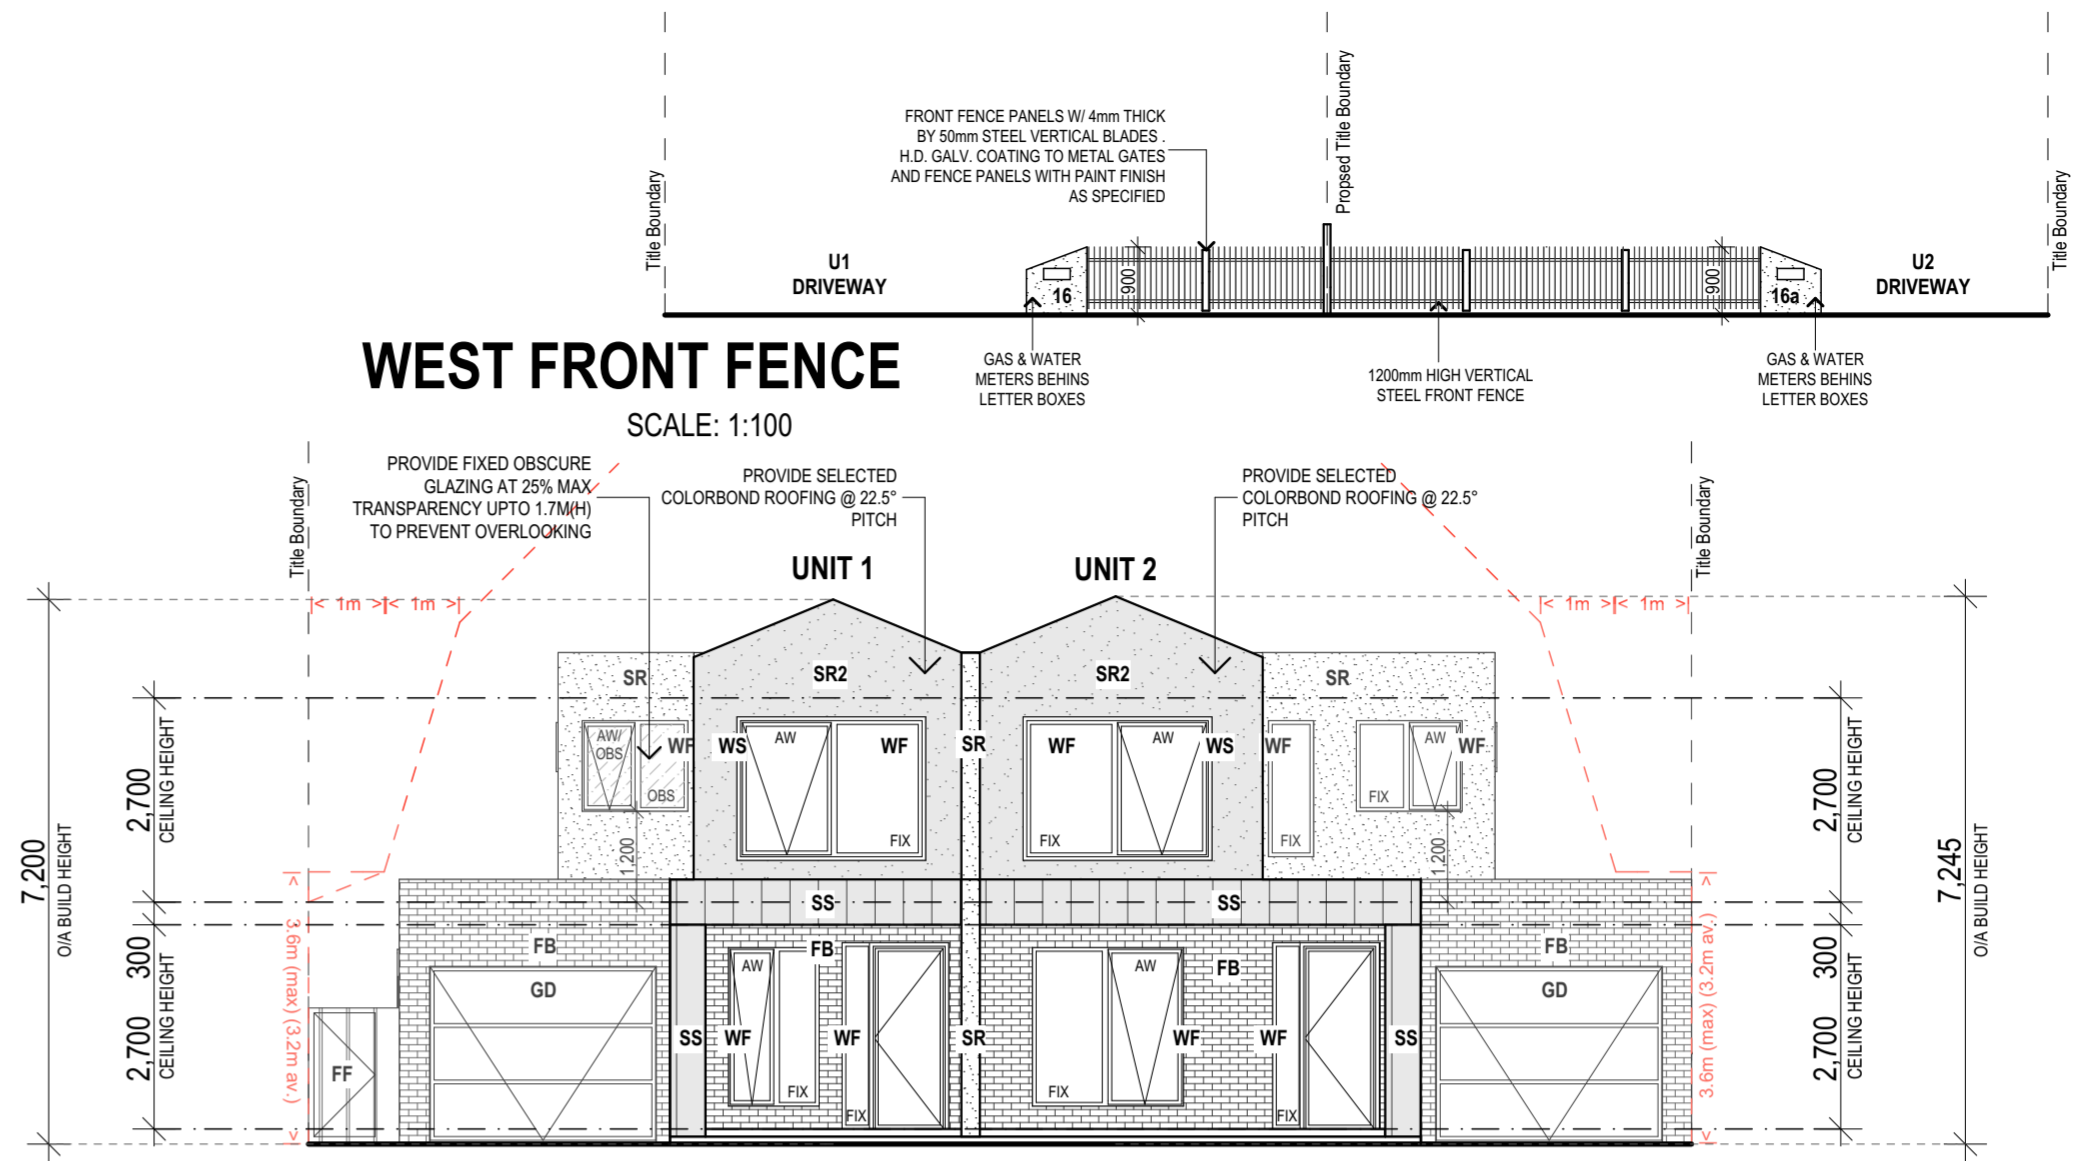 FRONT FENCE PANELS W/ 4mm THICK
BY 50mm STEEL VERTICAL BLADES .
H.D. GALV. COATING TO METAL GATES
AND FENCE PANELS WITH PAINT FINISH
AS SPECIFIED
Title Boundary
Propsed Title Boundary
Title Boundary
U1
DRIVEWAY
16
900
900
16a
U2
DRIVEWAY
GAS & WATER
METERS BEHINS
LETTER BOXES
1200mm HIGH VERTICAL
STEEL FRONT FENCE
GAS & WATER
METERS BEHINS
LETTER BOXES
WEST FRONT FENCE
SCALE: 1:100
PROVIDE FIXED OBSCURE
GLAZING AT 25% MAX
TRANSPARENCY UPTO 1.7M(H)
TO PREVENT OVERLOOKING
PROVIDE SELECTED
COLORBOND ROOFING @ 22.5°
PITCH
PROVIDE SELECTED
COLORBOND ROOFING @ 22.5°
PITCH
Title Boundary
Title Boundary
UNIT 1
UNIT 2
< 1m >
< 1m >
< 1m >
< 1m >
SR
SR2
SR2
SR
AW/
OBS
WF
WS
AW
WF
SR
WF
AW
WS
WF
AW
WF
OBS
FIX
FIX
FIX
FIX
1,200
1,200
7,200
O/A BUILD HEIGHT
2,700
CEILING HEIGHT
300
2,700
CEILING HEIGHT
3.6m (max) (3.2m av.)
SS
SS
FB
FB
FB
FB
GD
AW
AW
GD
FF
SS
WF
WF
SR
WF
WF
SS
FIX
FIX
FIX
FIX
3.6m (max) (3.2m av.)
2,700
CEILING HEIGHT
300
2,700
CEILING HEIGHT
7,245
O/A BUILD HEIGHT